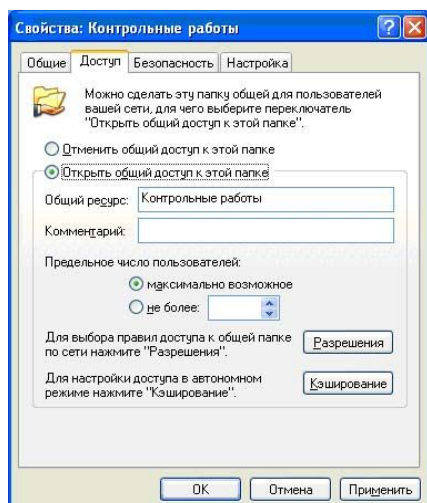 Свойства: Контрольные работы
Общие Доступ Безопасность Настройка
Можно сделать эту папку общей для пользователей
вашей сети, для чего выберите переключатель
"Открыть общий доступ к этой папке".
Отменить общий доступ к этой папке
Открыть общий доступ к этой папке
Общий ресурс: Контрольные работы
Комментарий:
Предельное число пользователей:
максимально возможное
не более:
Для выбора правил доступа к общей папке
по сети нажмите "Разрешения".
Разрешения
Для настройки доступа в автономном
режиме нажмите "Кэширование".
Кэширование
OK Отмена Применить